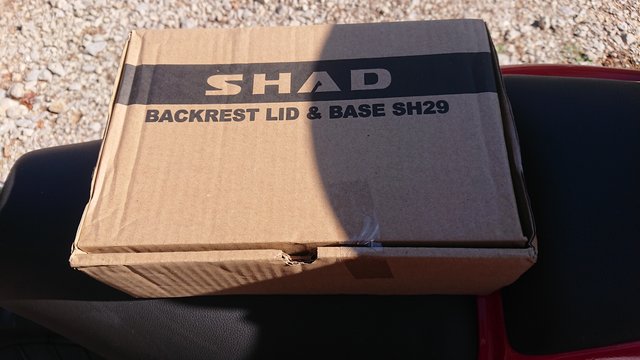 SHAD
BACKREST LID & BASE SH29